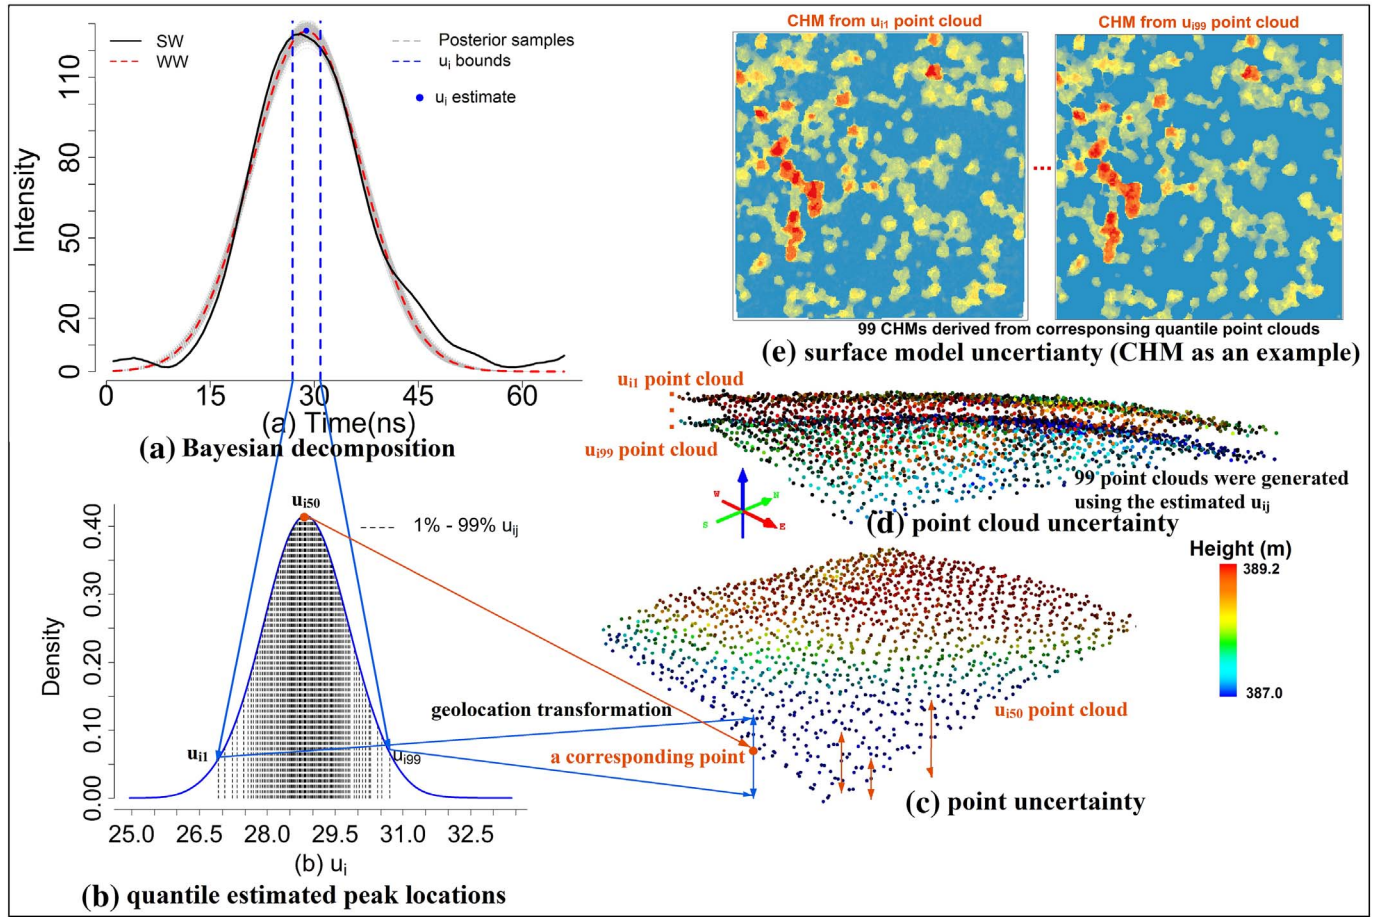 SW
WW
Posterior samples
ui bounds
ui estimate
Intensity
110
80
50
20
0
0
15
30
45
60
(a) Time(ns)
(a) Bayesian decomposition
CHM from ui1 point cloud
CHM from ui99 point cloud
...
99 CHMs derived from corresponsing quantile point clouds
(e) surface model uncertianty (CHM as an example)
ui1 point cloud
ui99 point cloud
99 point clouds were generated
using the estimated uij
(d) point cloud uncertainty
W
N
S
E
Height (m)
389.2
387.0
ui50
1% - 99% uij
Density
0.40
0.30
0.20
0.10
0.00
ui1
ui99
25.0
26.5
28.0
29.5
31.0
32.5
(b) ui
(b) quantile estimated peak locations
geolocation transformation
a corresponding point
ui50 point cloud
(c) point uncertainty